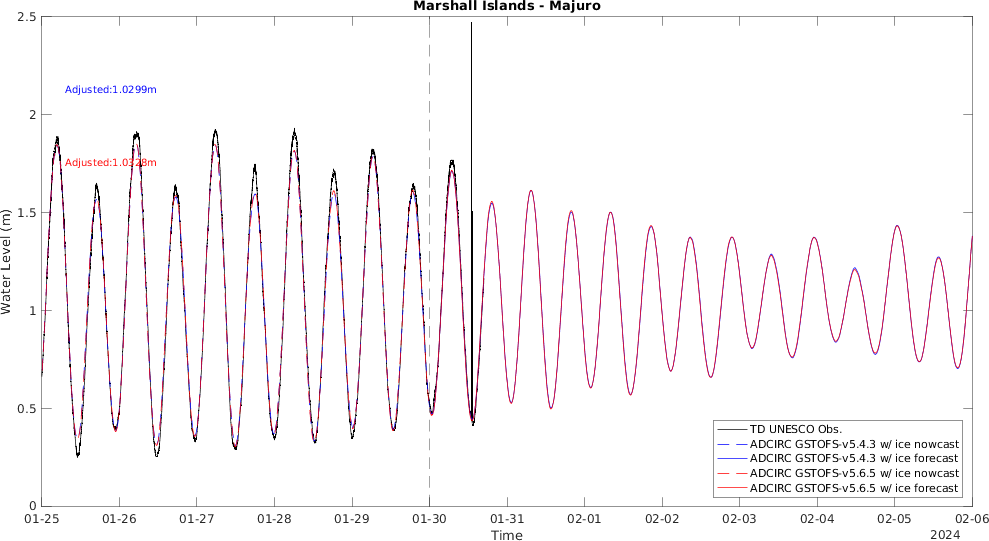 Marshall Islands - Majuro
2.5
2
1.5
1
0.5
0
Water Level (m)
Adjusted:1.0299m
Adjusted:1.0328m
TD UNESCO Obs.
ADCIRC GSTOFS-v5.4.3 w/ ice nowcast
ADCIRC GSTOFS-v5.4.3 w/ ice forecast
ADCIRC GSTOFS-v5.6.5 w/ ice nowcast
ADCIRC GSTOFS-v5.6.5 w/ ice forecast
01-25 01-26 01-27 01-28 01-29 01-30 01-31 02-01 02-02 02-03 02-04 02-05 02-06
Time
2024